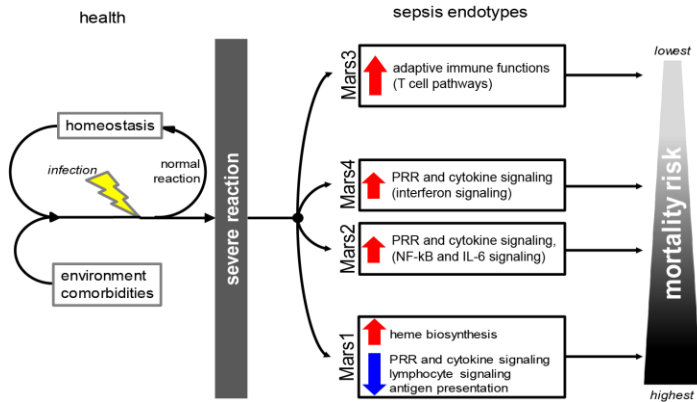 health
sepsis endotypes
homeostasis
infection
normal
reaction
environment
comorbidities
severe reaction
Mars3
adaptive immune functions
(T cell pathways)
Mars4
PRR and cytokine signaling
(interferon signaling)
Mars2
PRR and cytokine signaling,
(NF-kB and IL-6 signaling)
Mars1
heme biosynthesis
PRR and cytokine signaling
lymphocyte signaling
antigen presentation
lowest
mortality risk
highest